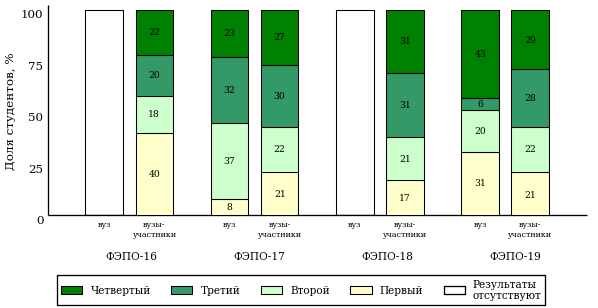 100
75
50
25
0
Доля студентов, %
22
20
18
40
23
32
37
8
27
30
22
21
31
31
21
17
43
6
20
31
29
28
22
21
вуз
вузы-
участники
вуз
вузы-
участники
вуз
вузы-
участники
вуз
вузы-
участники
ФЭПО-16
ФЭПО-17
ФЭПО-18
ФЭПО-19
Четвертый
Третий
Второй
Первый
Результаты
отсутствуют